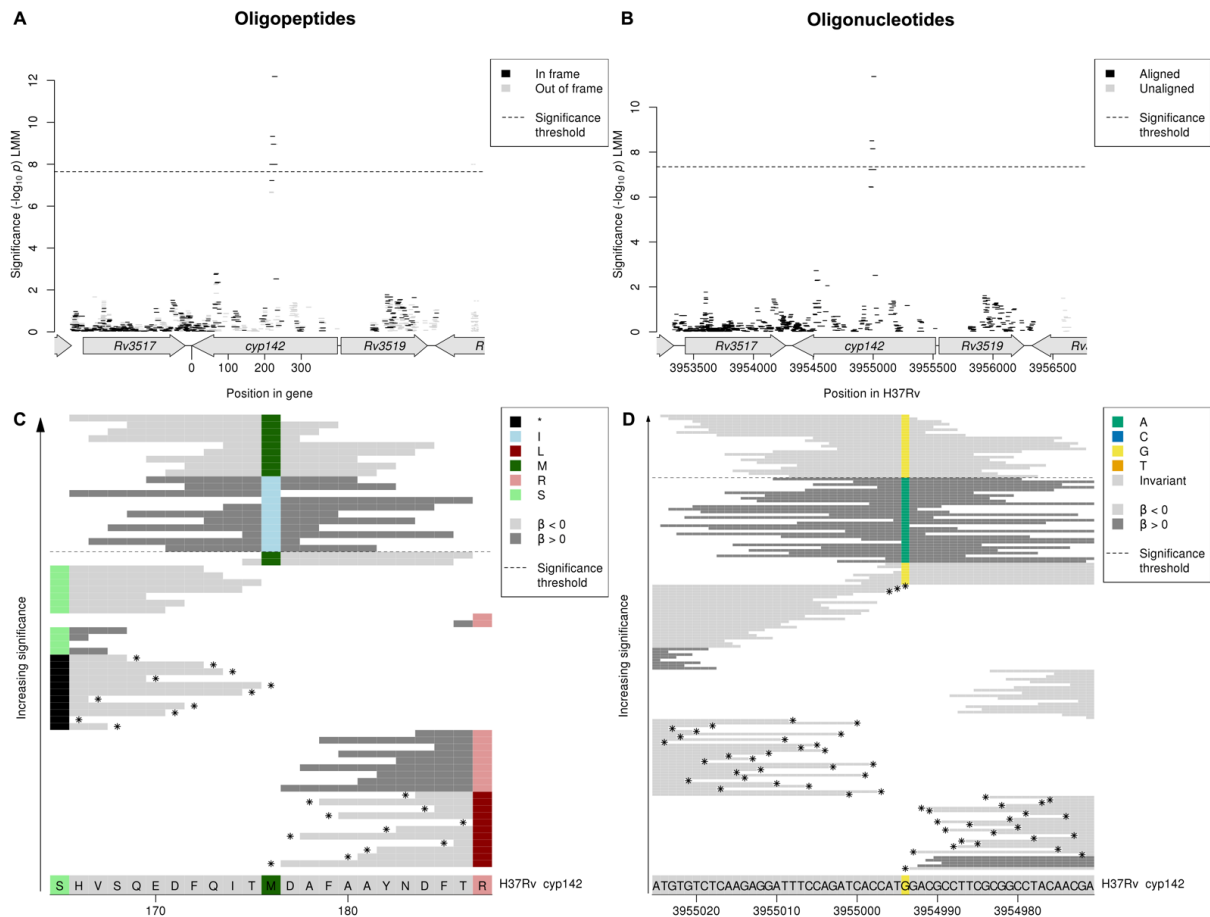 A
Oligopeptides
B
Oligonucleotides
Significance (-log10 p) LMM
0
2
4
6
8
10
12
In frame
Out of frame
Significance
threshold
Rv3517
cyp142
Rv3519
R
0
100
200
300
Position in gene
Significance (-log10 p) LMM
0
2
4
6
8
10
Aligned
Unaligned
Significance
threshold
Rv3517
cyp142
Rv3519
Rv
3953500
3954000
3954500
3955000
3955500
3956000
3956500
Position in H37Rv
C
Increasing significance
*
I
L
M
R
S
β < 0
β > 0
Significance
threshold
S H V S Q E D F Q I T M D A F A A Y N D F T R
H37Rv cyp142
170
180
D
Increasing significance
A
C
G
T
Invariant
β < 0
β > 0
Significance
threshold
ATGTGTCTCAAGAGGATTTCCAGATCACCATGGACGCCTTCGCGGCCTACAACGA
H37Rv cyp142
3955020
3955010
3955000
3954990
3954980